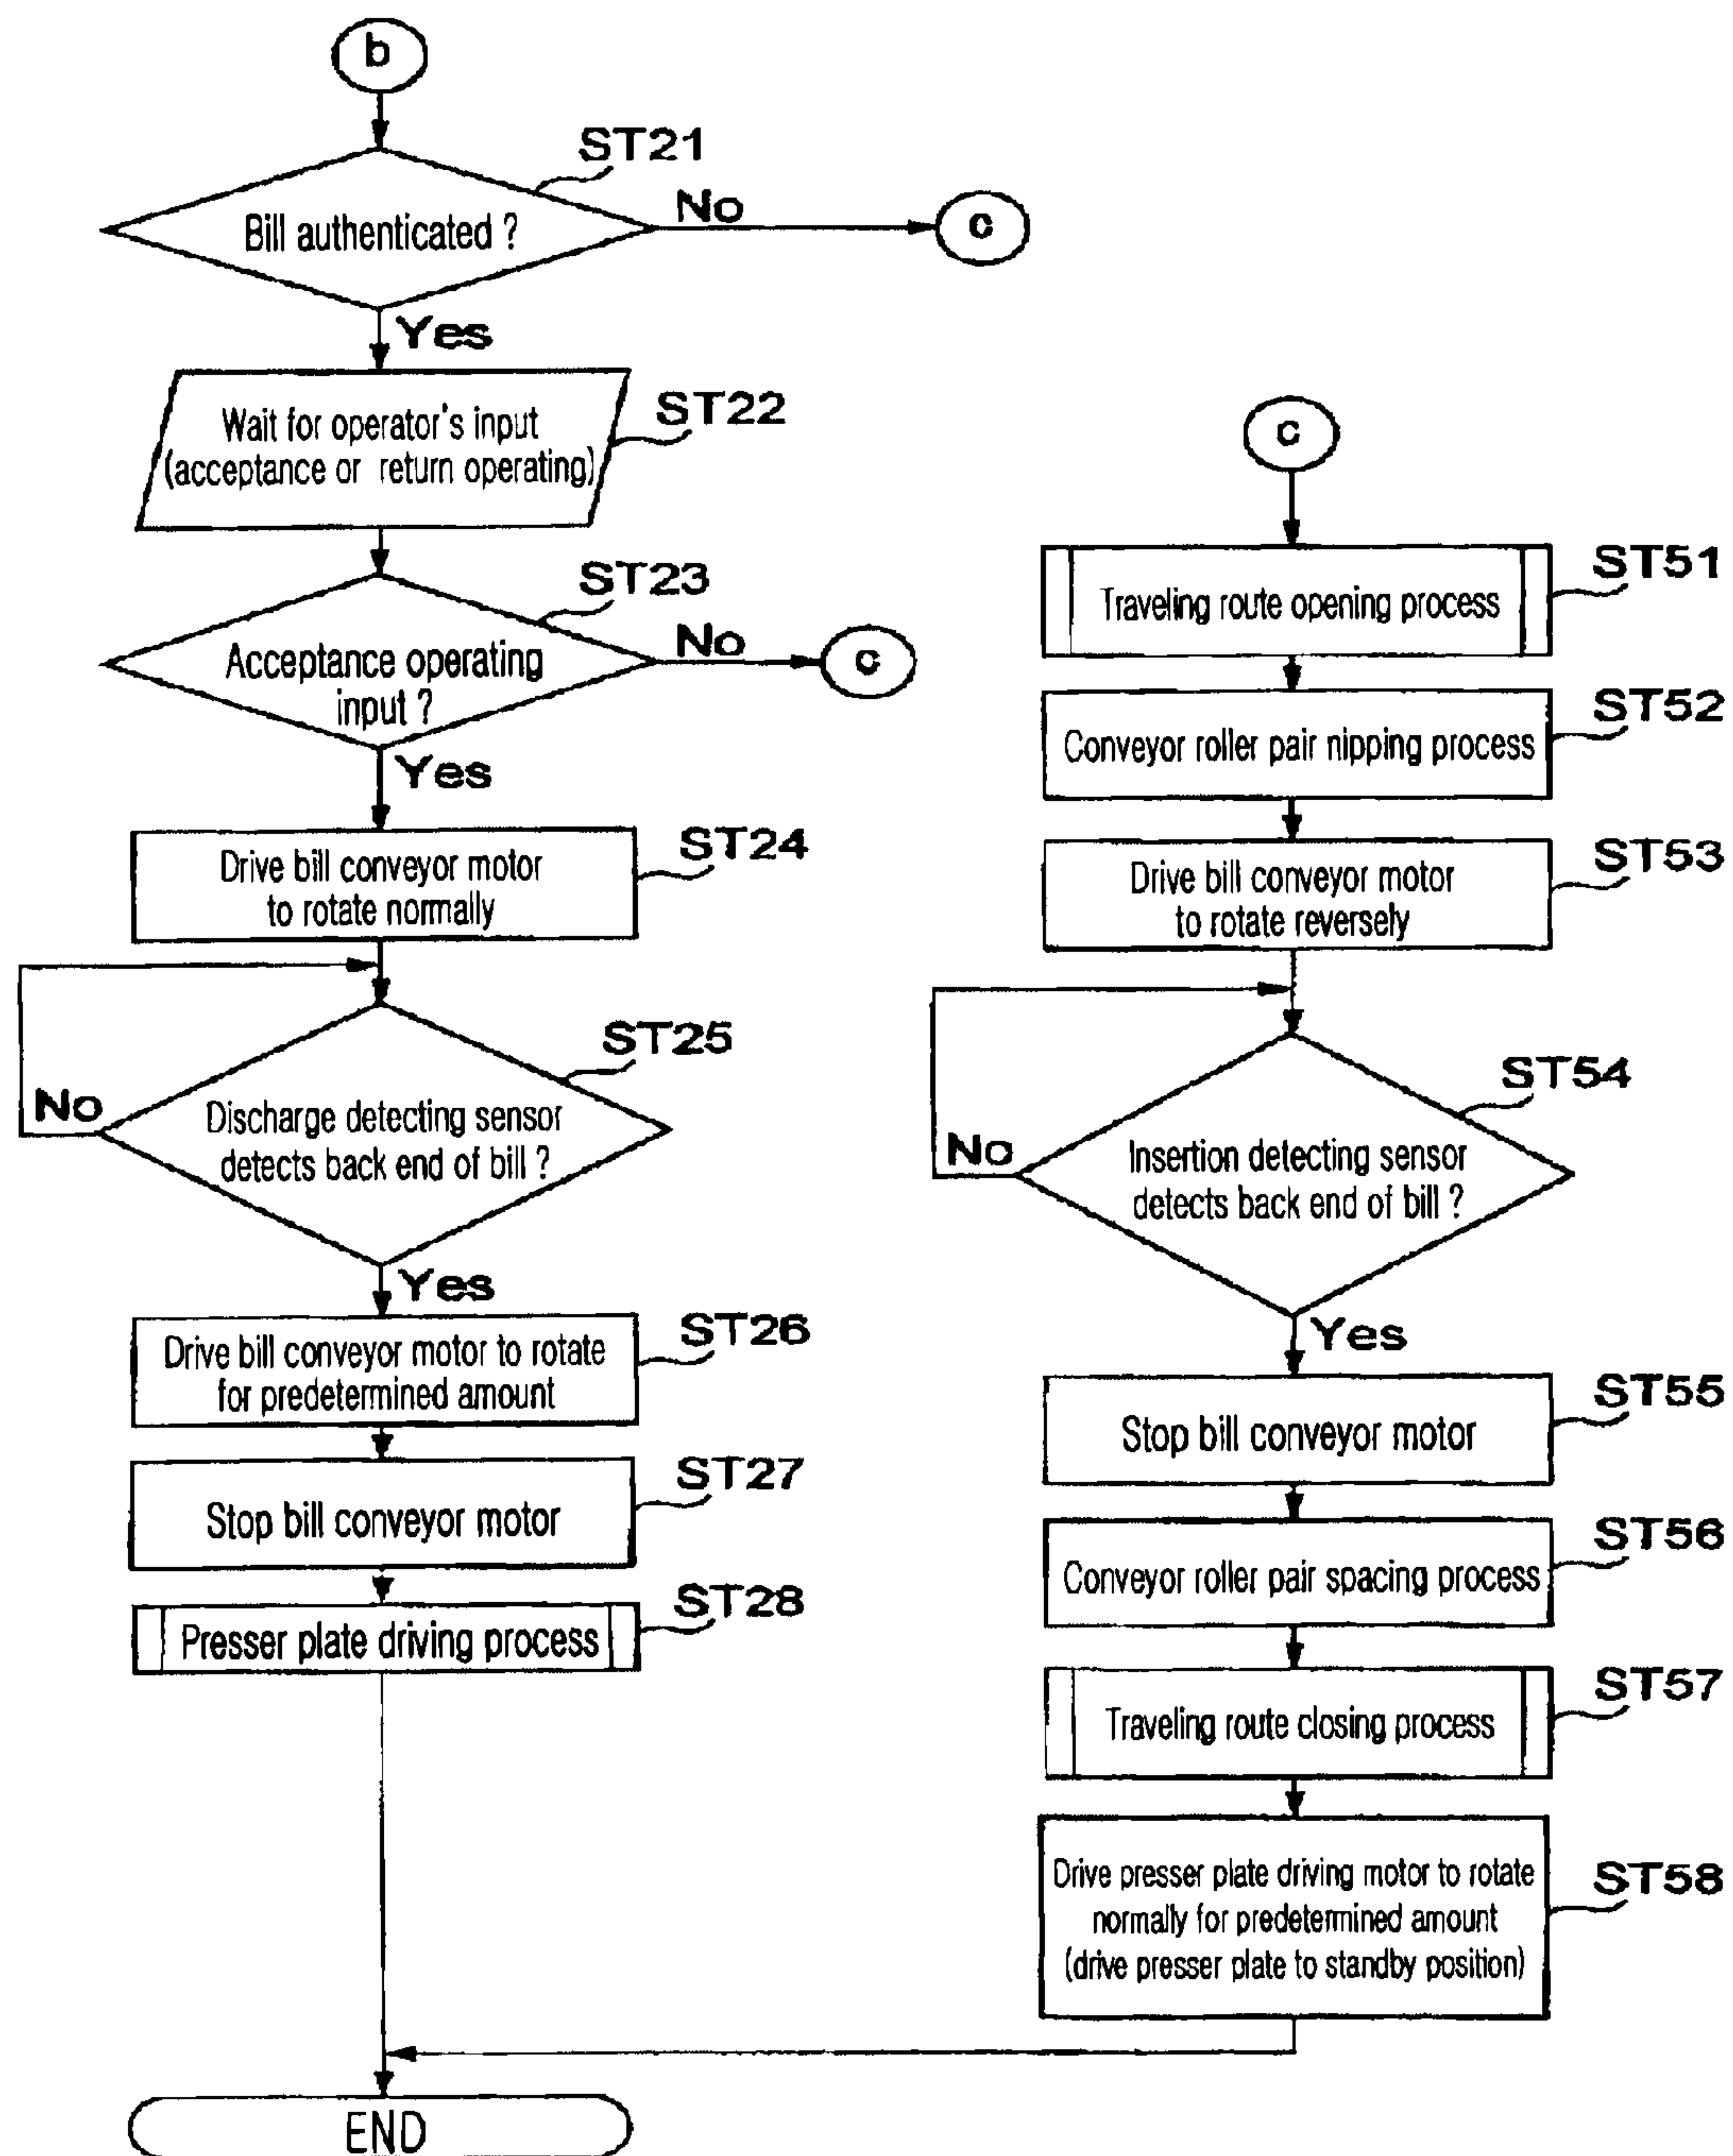 b
ST21
Bill authenticated ?
No
c
Yes
ST22
Wait for operator's input
(acceptance or return operating)
ST23
Acceptance operating
input ?
No
c
Yes
ST24
Drive bill conveyor motor
to rotate normally
ST25
Discharge detecting sensor
detects back end of bill ?
No
Yes
ST26
Drive bill conveyor motor to rotate
for predetermined amount
ST27
Stop bill conveyor motor
ST28
Presser plate driving process
c
ST51
Traveling route opening process
ST52
Conveyor roller pair nipping process
ST53
Drive bill conveyor motor
to rotate reversely
ST54
Insertion detecting sensor
detects back end of bill ?
No
Yes
ST55
Stop bill conveyor motor
ST56
Conveyor roller pair spacing process
ST57
Traveling route closing process
ST58
Drive presser plate driving motor to rotate
normally for predetermined amount
(drive presser plate to standby position)
END